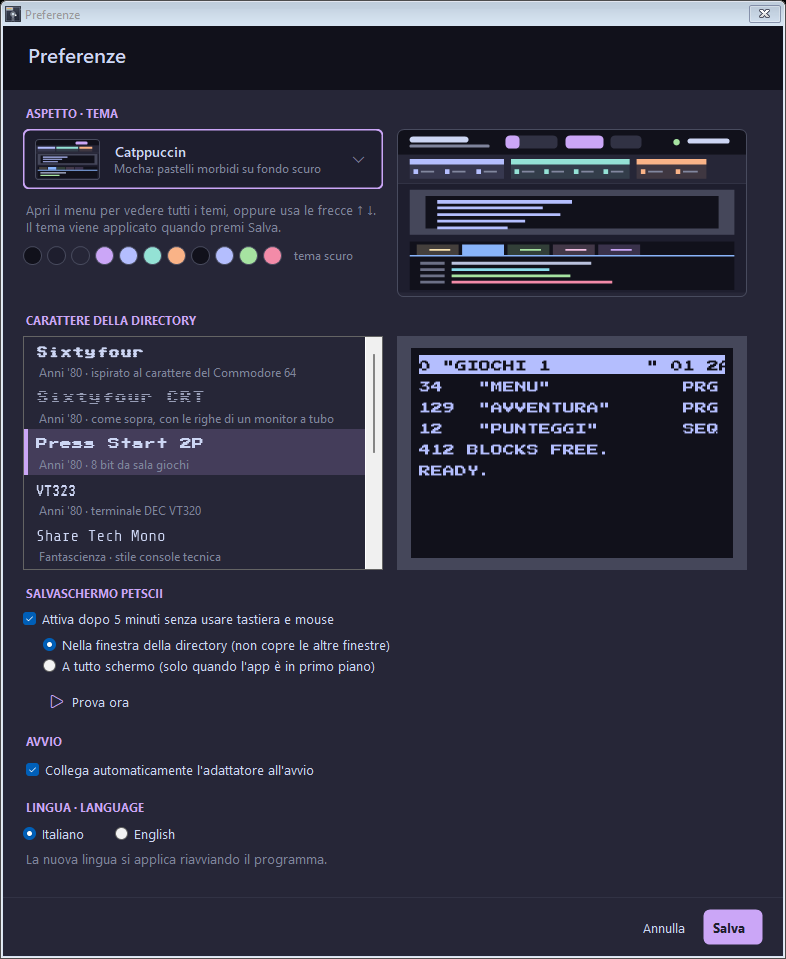 Preferenze
Preferenze
ASPETTO · TEMA
Catppuccin
Mocha: pastelli morbidi su fondo scuro
Apri il menu per vedere tutti i temi, oppure usa le frecce ↑ ↓.
Il tema viene applicato quando premi Salva.
tema scuro
CARATTERE DELLA DIRECTORY
Sixtyfour
Anni '80 · ispirato al carattere del Commodore 64
Sixtyfour CRT
Anni '80 · come sopra, con le righe di un monitor a tubo
Press Start 2P
Anni '80 · 8 bit da sala giochi
VT323
Anni '80 · terminale DEC VT320
Share Tech Mono
Fantascienza · stile console tecnica
0 "GIOCHI 1 " 01 2A
34 "MENU" PRG
129 "AVVENTURA" PRG
12 "PUNTEGGI" SEQ
412 BLOCKS FREE.
READY.
SALVASCHERMO PETSCII
Attiva dopo 5 minuti senza usare tastiera e mouse
Nella finestra della directory (non copre le altre finestre)
A tutto schermo (solo quando l'app è in primo piano)
Prova ora
AVVIO
Collega automaticamente l'adattatore all'avvio
LINGUA · LANGUAGE
Italiano English
La nuova lingua si applica riavviando il programma.
Annulla Salva